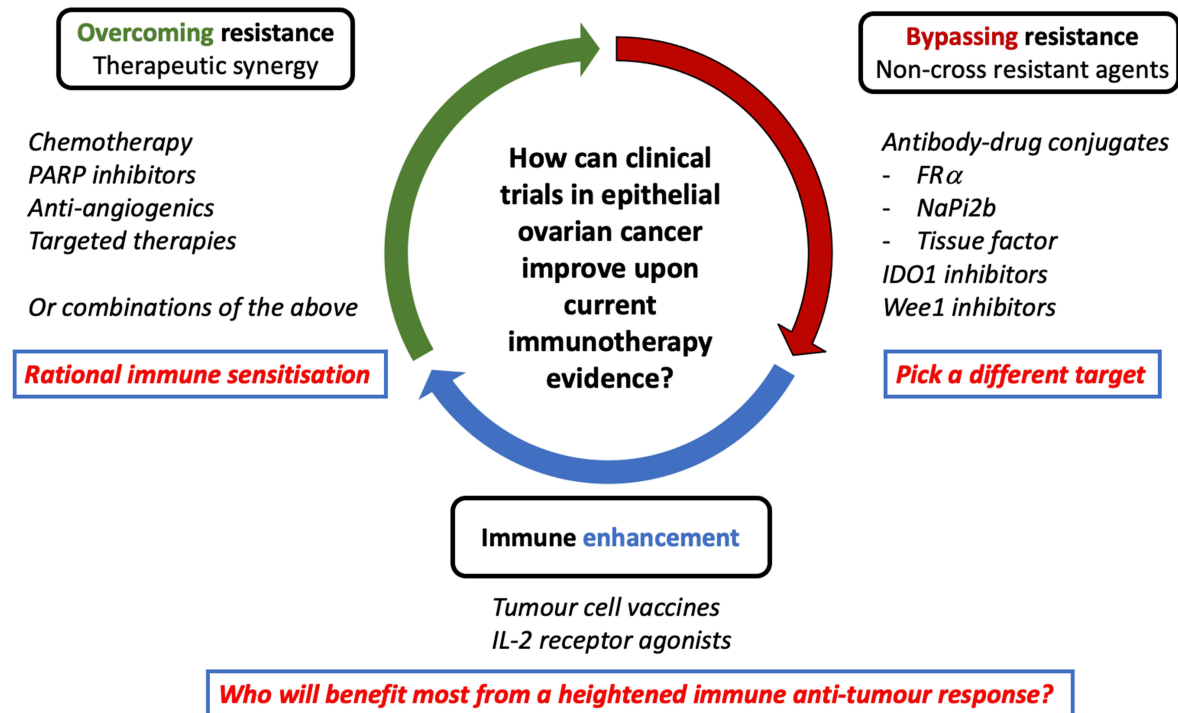 Overcoming resistance
Therapeutic synergy
Chemotherapy
PARP inhibitors
Anti-angiogenics
Targeted therapies
Or combinations of the above
Rational immune sensitisation
How can clinical
trials in epithelial
ovarian cancer
improve upon
current
immunotherapy
evidence?
Bypassing resistance
Non-cross resistant agents
Antibody-drug conjugates
- FRα
- NaPi2b
- Tissue factor
IDO1 inhibitors
Wee1 inhibitors
Pick a different target
Immune enhancement
Tumour cell vaccines
IL-2 receptor agonists
Who will benefit most from a heightened immune anti-tumour response?